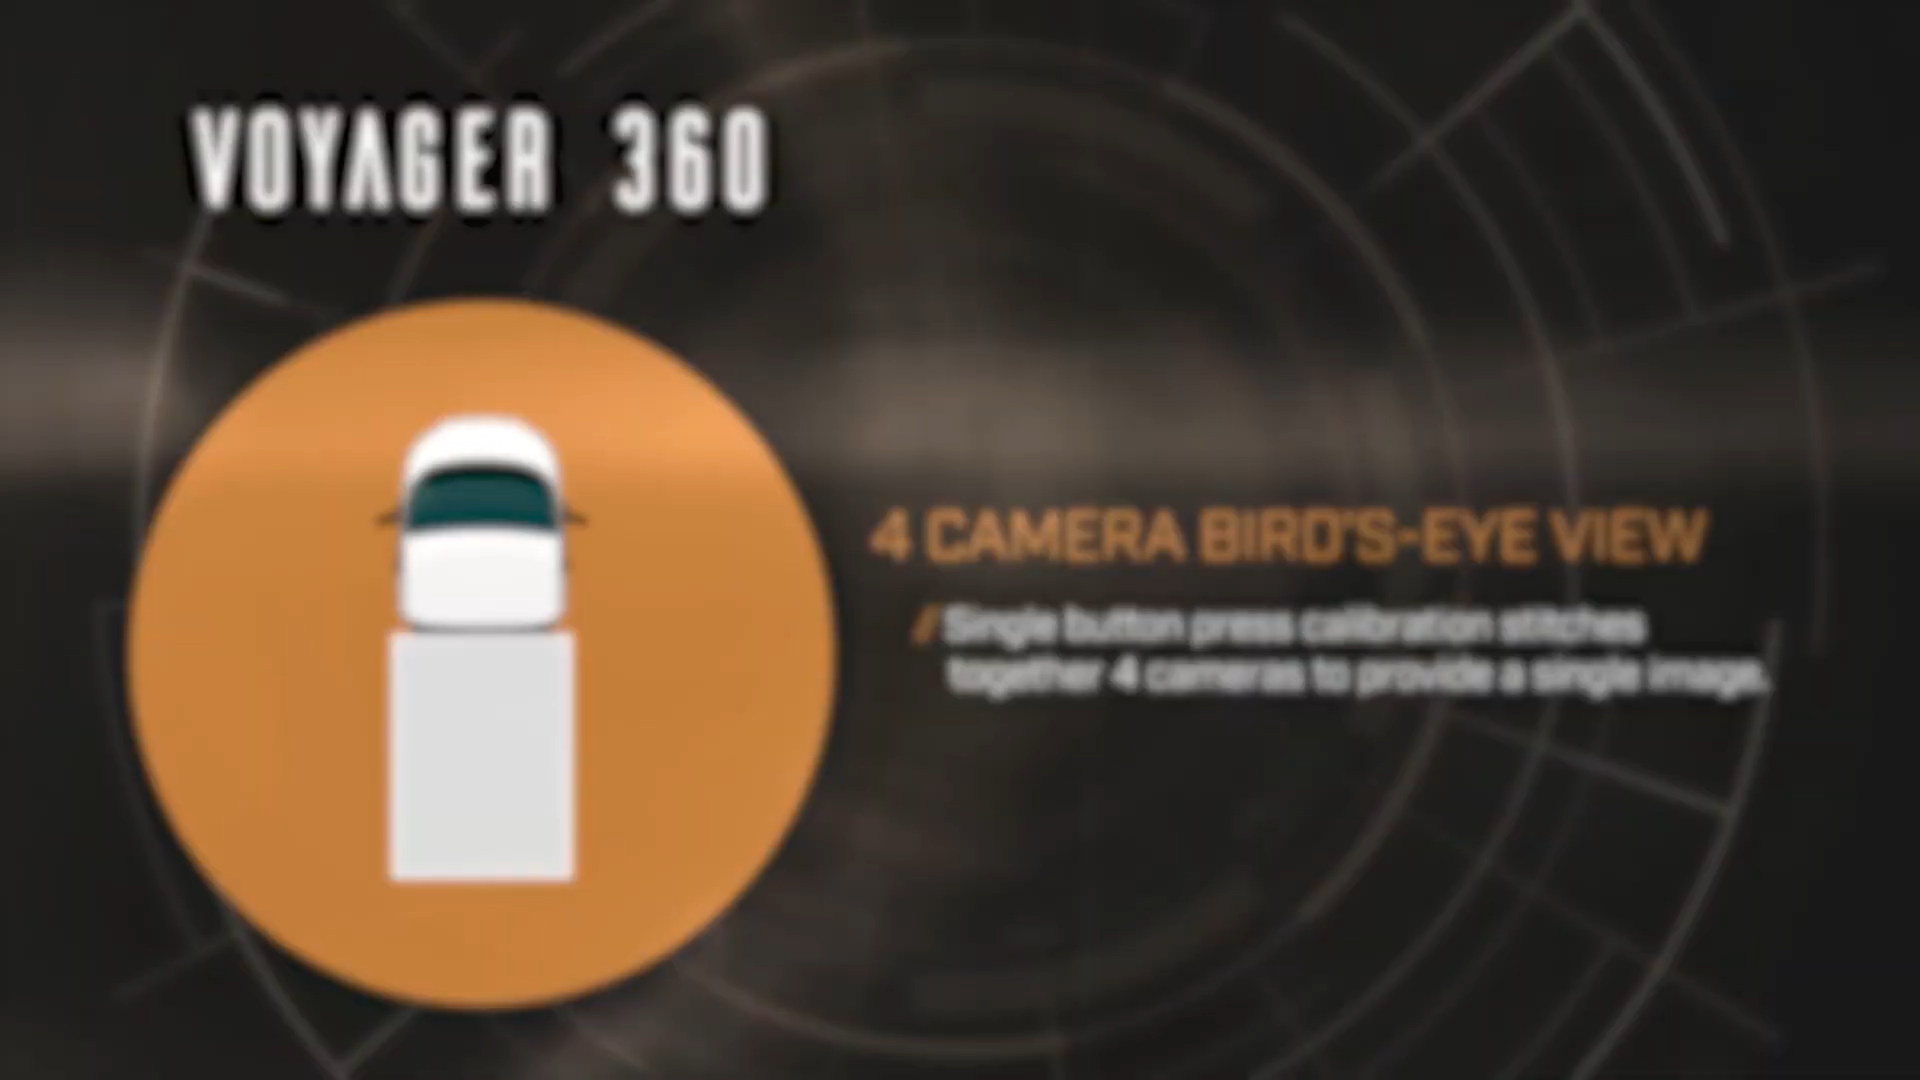 VOYAGER 360
4 CAMERA BIRD'S-EYE VIEW
// Single button press calibration stitches
together 4 cameras to provide a single image.